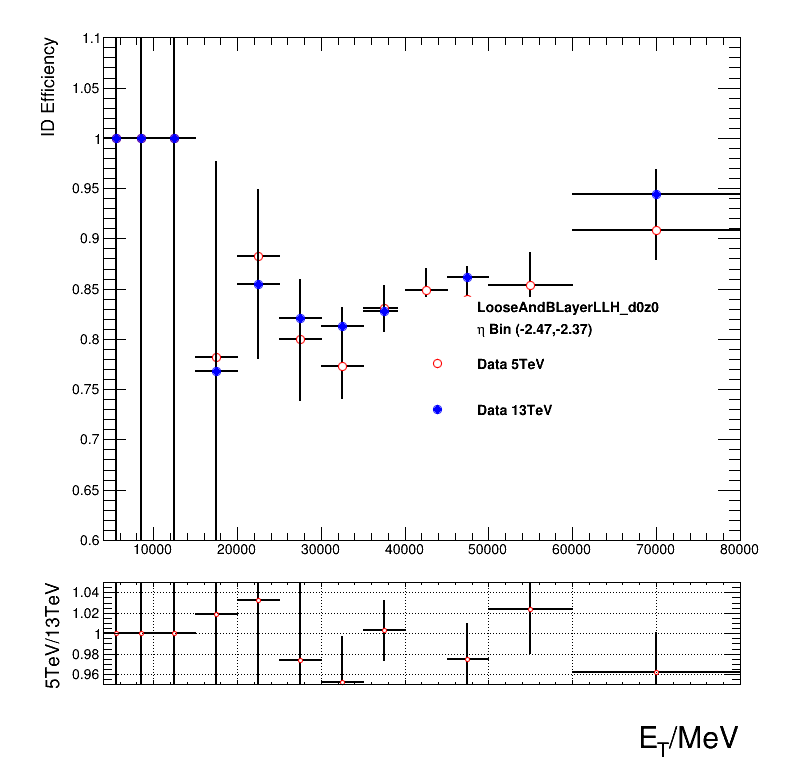 ID Efficiency
1.1
1.05
1
0.95
0.9
0.85
0.8
0.75
0.7
0.65
0.6
LooseAndBLayerLLH_d0z0
η Bin (-2.47,-2.37)
Data 5TeV
Data 13TeV
10000 20000 30000 40000 50000 60000 70000 80000
5TeV/13TeV
1.04
1.02
1
0.98
0.96
E_T/MeV